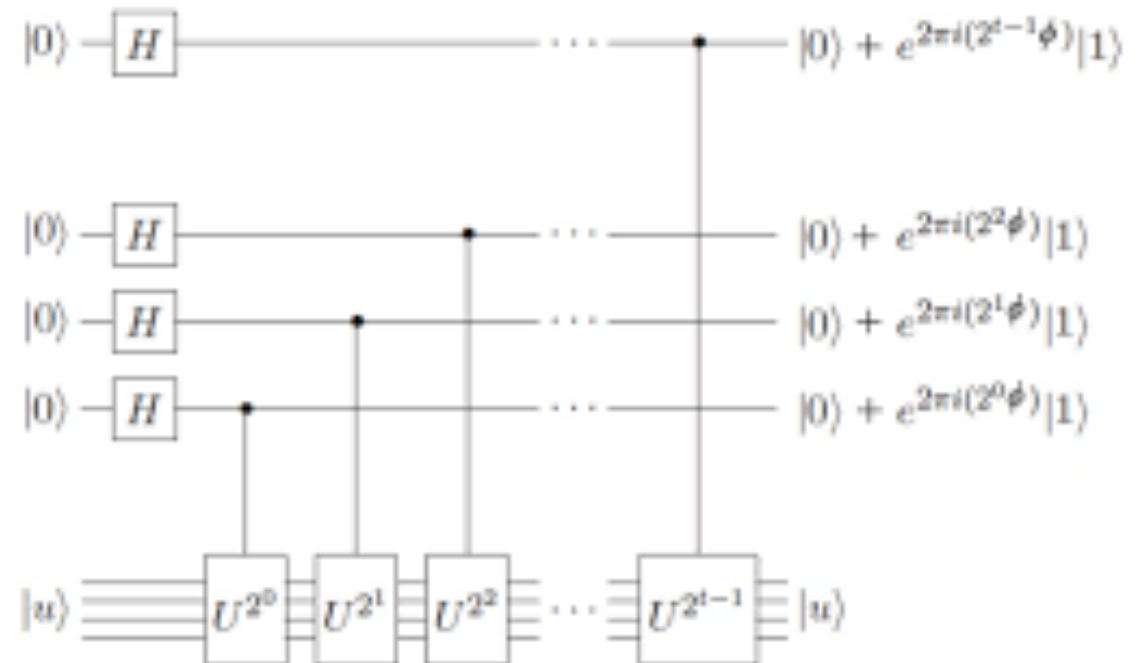 |0⟩ H ··· |0⟩ + e^{2πi(2^{t−1}ϕ)}|1⟩
|0⟩ H ··· |0⟩ + e^{2πi(2^2ϕ)}|1⟩
|0⟩ H ··· |0⟩ + e^{2πi(2^1ϕ)}|1⟩
|0⟩ H ··· |0⟩ + e^{2πi(2^0ϕ)}|1⟩
|u⟩ U^{2^0} U^{2^1} U^{2^2} ··· U^{2^{t−1}} |u⟩